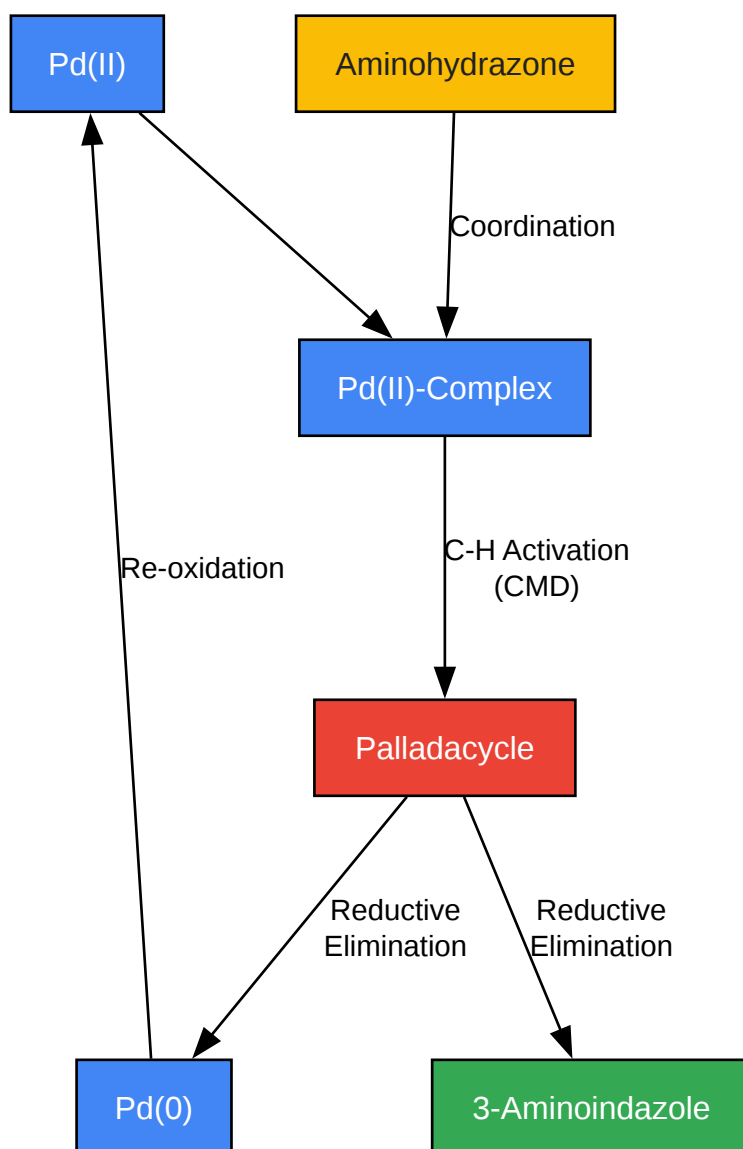 Pd(II)
Aminohydrazone
Coordination
Pd(II)-Complex
Re-oxidation
C-H Activation
(CMD)
Palladacycle
Reductive
Elimination
Reductive
Elimination
Pd(0)
3-Aminoindazole